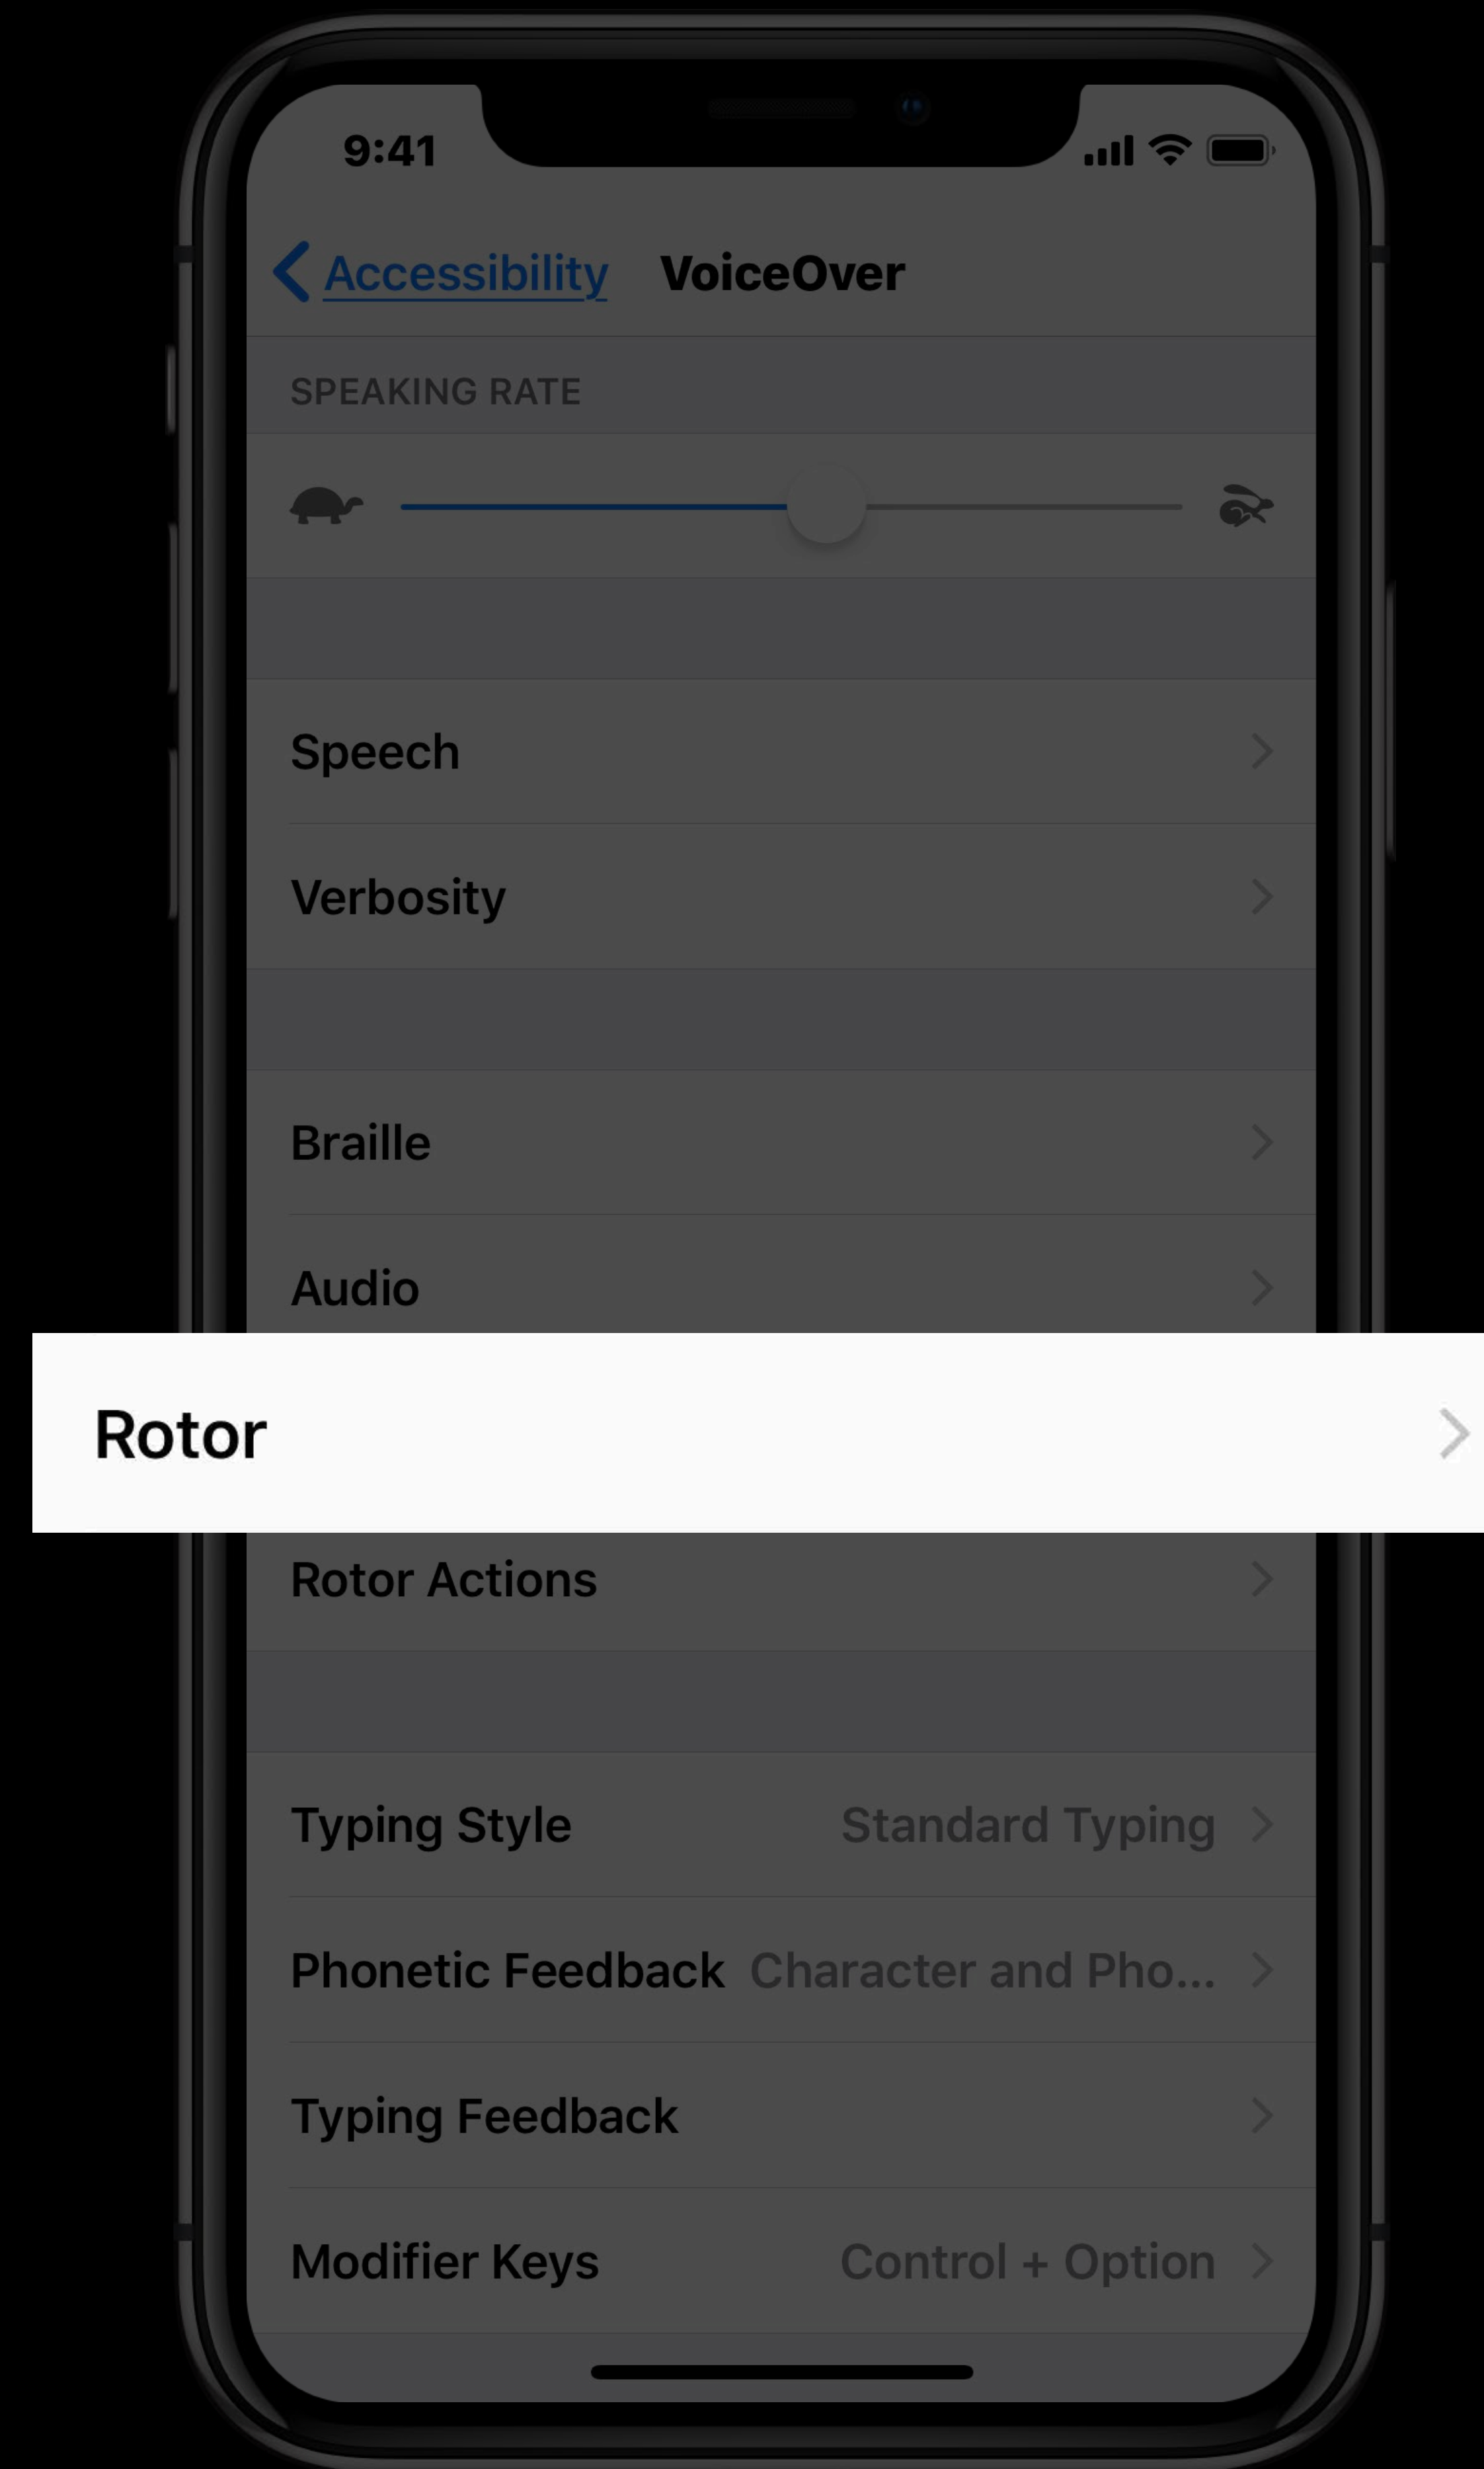 9:41
Accessibility VoiceOver
SPEAKING RATE
Speech
Verbosity
Braille
Audio
Rotor
Rotor Actions
Typing Style Standard Typing
Phonetic Feedback Character and Pho...
Typing Feedback
Modifier Keys Control + Option